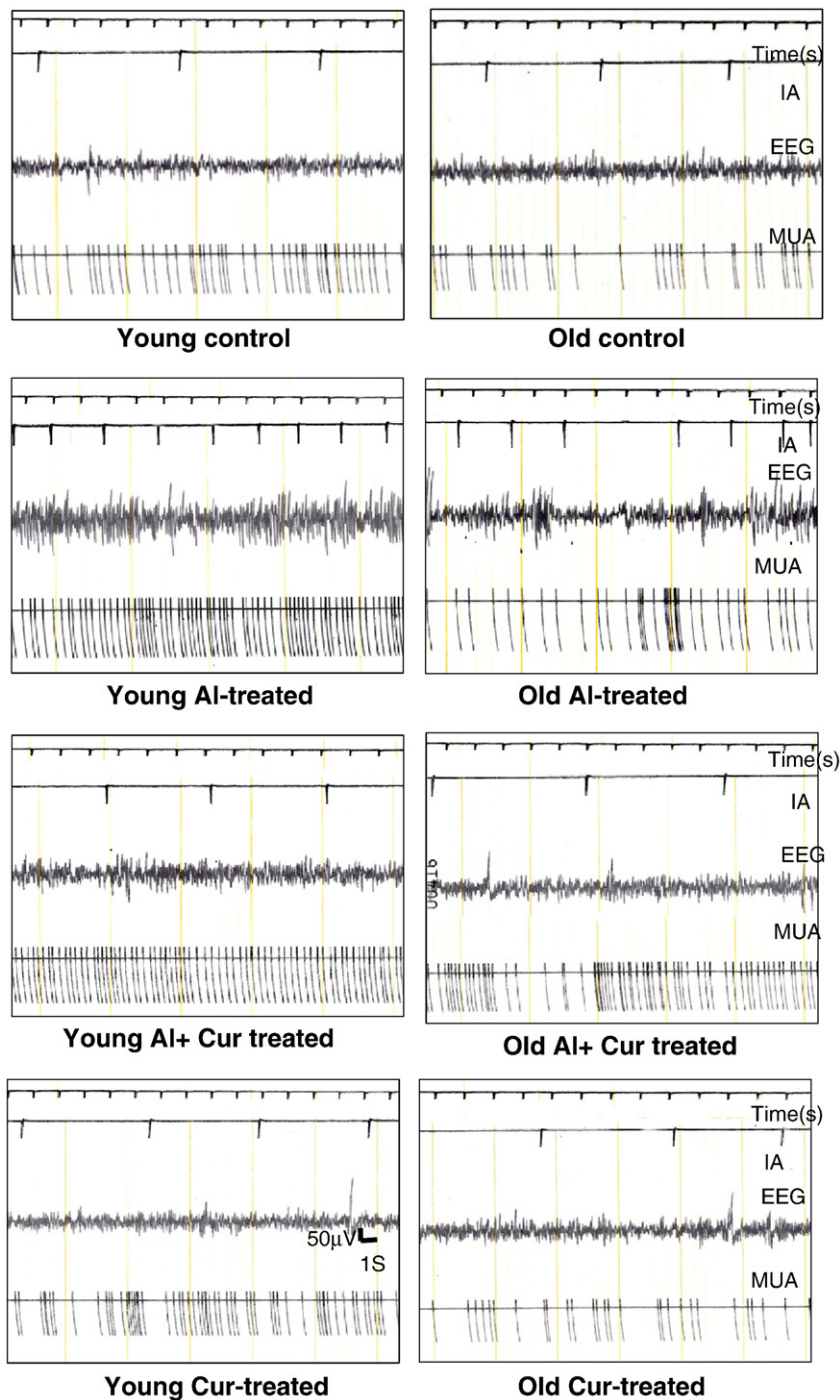 Time(s)
IA
EEG
MUA
Young control
Old control
Time(s)
IA
EEG
MUA
Young Al-treated
Old Al-treated
Time(s)
IA
EEG
MUA
Young Al+ Cur treated
Old Al+ Cur treated
Time(s)
IA
EEG
50µV
1S
MUA
Young Cur-treated
Old Cur-treated